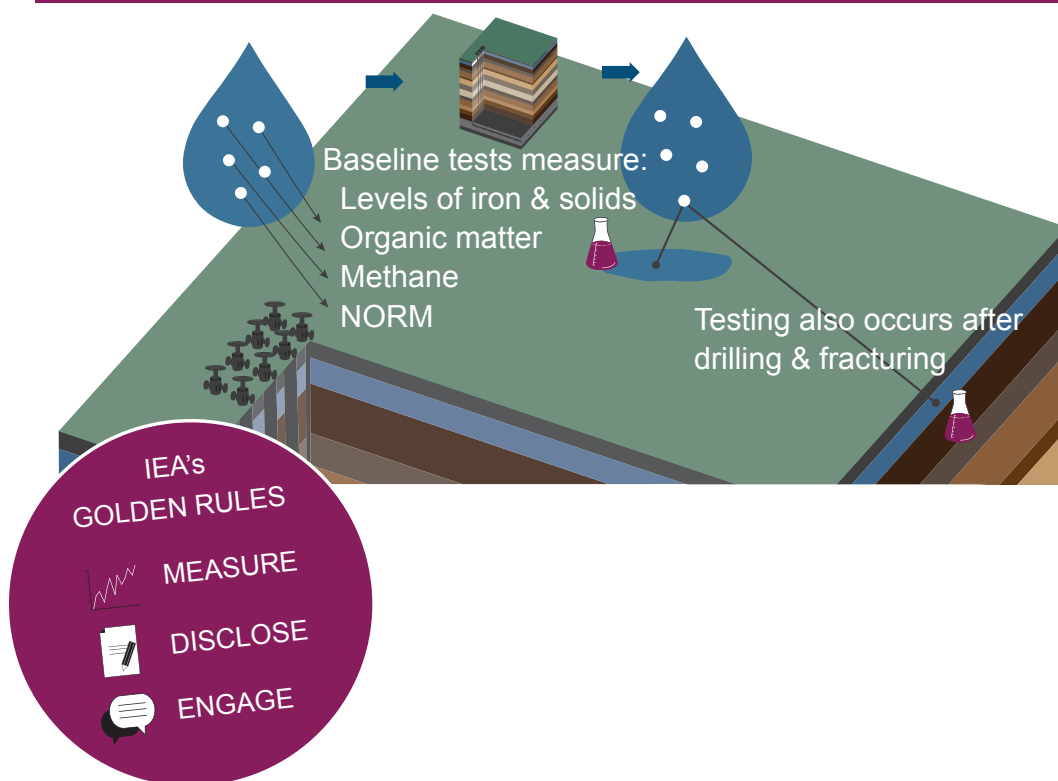 Baseline tests measure:
Levels of iron & solids
Organic matter
Methane
NORM
Testing also occurs after
drilling & fracturing
IEA's
GOLDEN RULES
MEASURE
DISCLOSE
ENGAGE